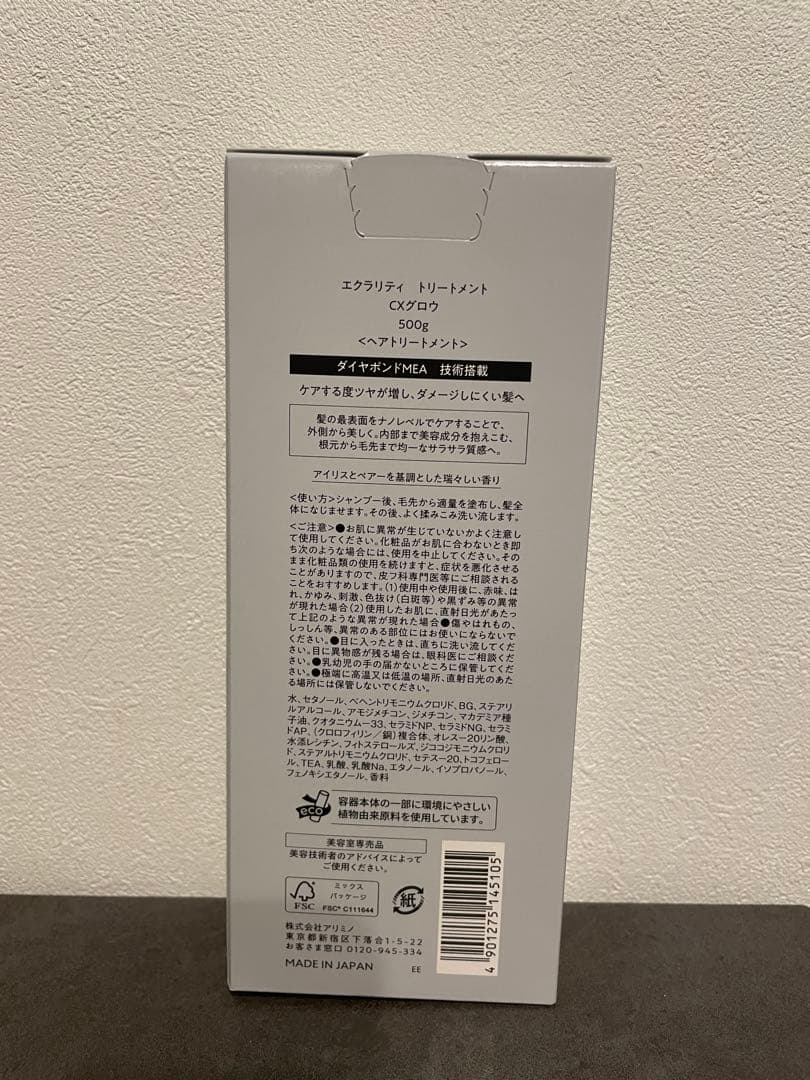 エクラリティ　トリートメント
CXグロウ
500g
<ヘアトリートメント>
ダイヤボンドMEA　技術搭載
ケアする度ツヤが増し、ダメージしにくい髪へ
髪の最表面をナノレベルでケアすることで、
外側から美しく。内部まで美容成分を抱えこむ、
根元から毛先まで均一なサラサラ質感へ。
アイリスとペアーを基調とした瑞々しい香り
<使い方>シャンプー後、毛先から適量を塗布し、髪全
体になじませます。その後、よく揉みこみ洗い流します。
<ご注意>●お肌に異常が生じていないかよく注意し
て使用してください。化粧品がお肌に合わないとき即
ち次のような場合には、使用を中止してください。その
まま化粧品類の使用を続けますと、症状を悪化させる
ことがありますので、皮フ科専門医等にご相談される
ことをおすすめします。(1)使用中や使用後に、赤味、は
れ、かゆみ、刺激、色抜け(白斑等)や黒ずみ等の異常
が現れた場合(2)使用したお肌に、直射日光があたっ
て上記のような異常が現れた場合●傷やはれもの、
しっしん等、異常のある部位にはお使いにならないで
ください。●目に入ったときは、直ちに洗い流してくだ
さい。目に異物感が残る場合は、眼科医にご相談くだ
さい。●乳幼児の手の届かないところに保管してくだ
さい。●極端に高温又は低温の場所、直射日光のあた
る場所には保管しないでください。
水、セタノール、ベヘントリモニウムクロリド、BG、ステアリ
ルアルコール、アモジメチコン、ジメチコン、マカデミア種
子油、クオタニウム－33、セラミドNP、セラミドNG、セラミ
ドAP、(クロロフィリン／銅)複合体、オレス－20リン酸、
水添レシチン、フィトステロールズ、ジココジモニウムクロリ
ド、ステアルトリモニウムクロリド、セテス－20、トコフェロー
ル、TEA、乳酸、乳酸Na、エタノール、イソプロパノール、
フェノキシエタノール、香料
eco
容器本体の一部に環境にやさしい
植物由来原料を使用しています。
美容室専売品
美容技術者のアドバイスによって
ご使用ください。
FSC
ミックス
パッケージ
FSC® C111644
紙
株式会社アリミノ
東京都新宿区下落合1-5-22
お客さま窓口 0120-945-334
MADE IN JAPAN
EE
4 901275 145105